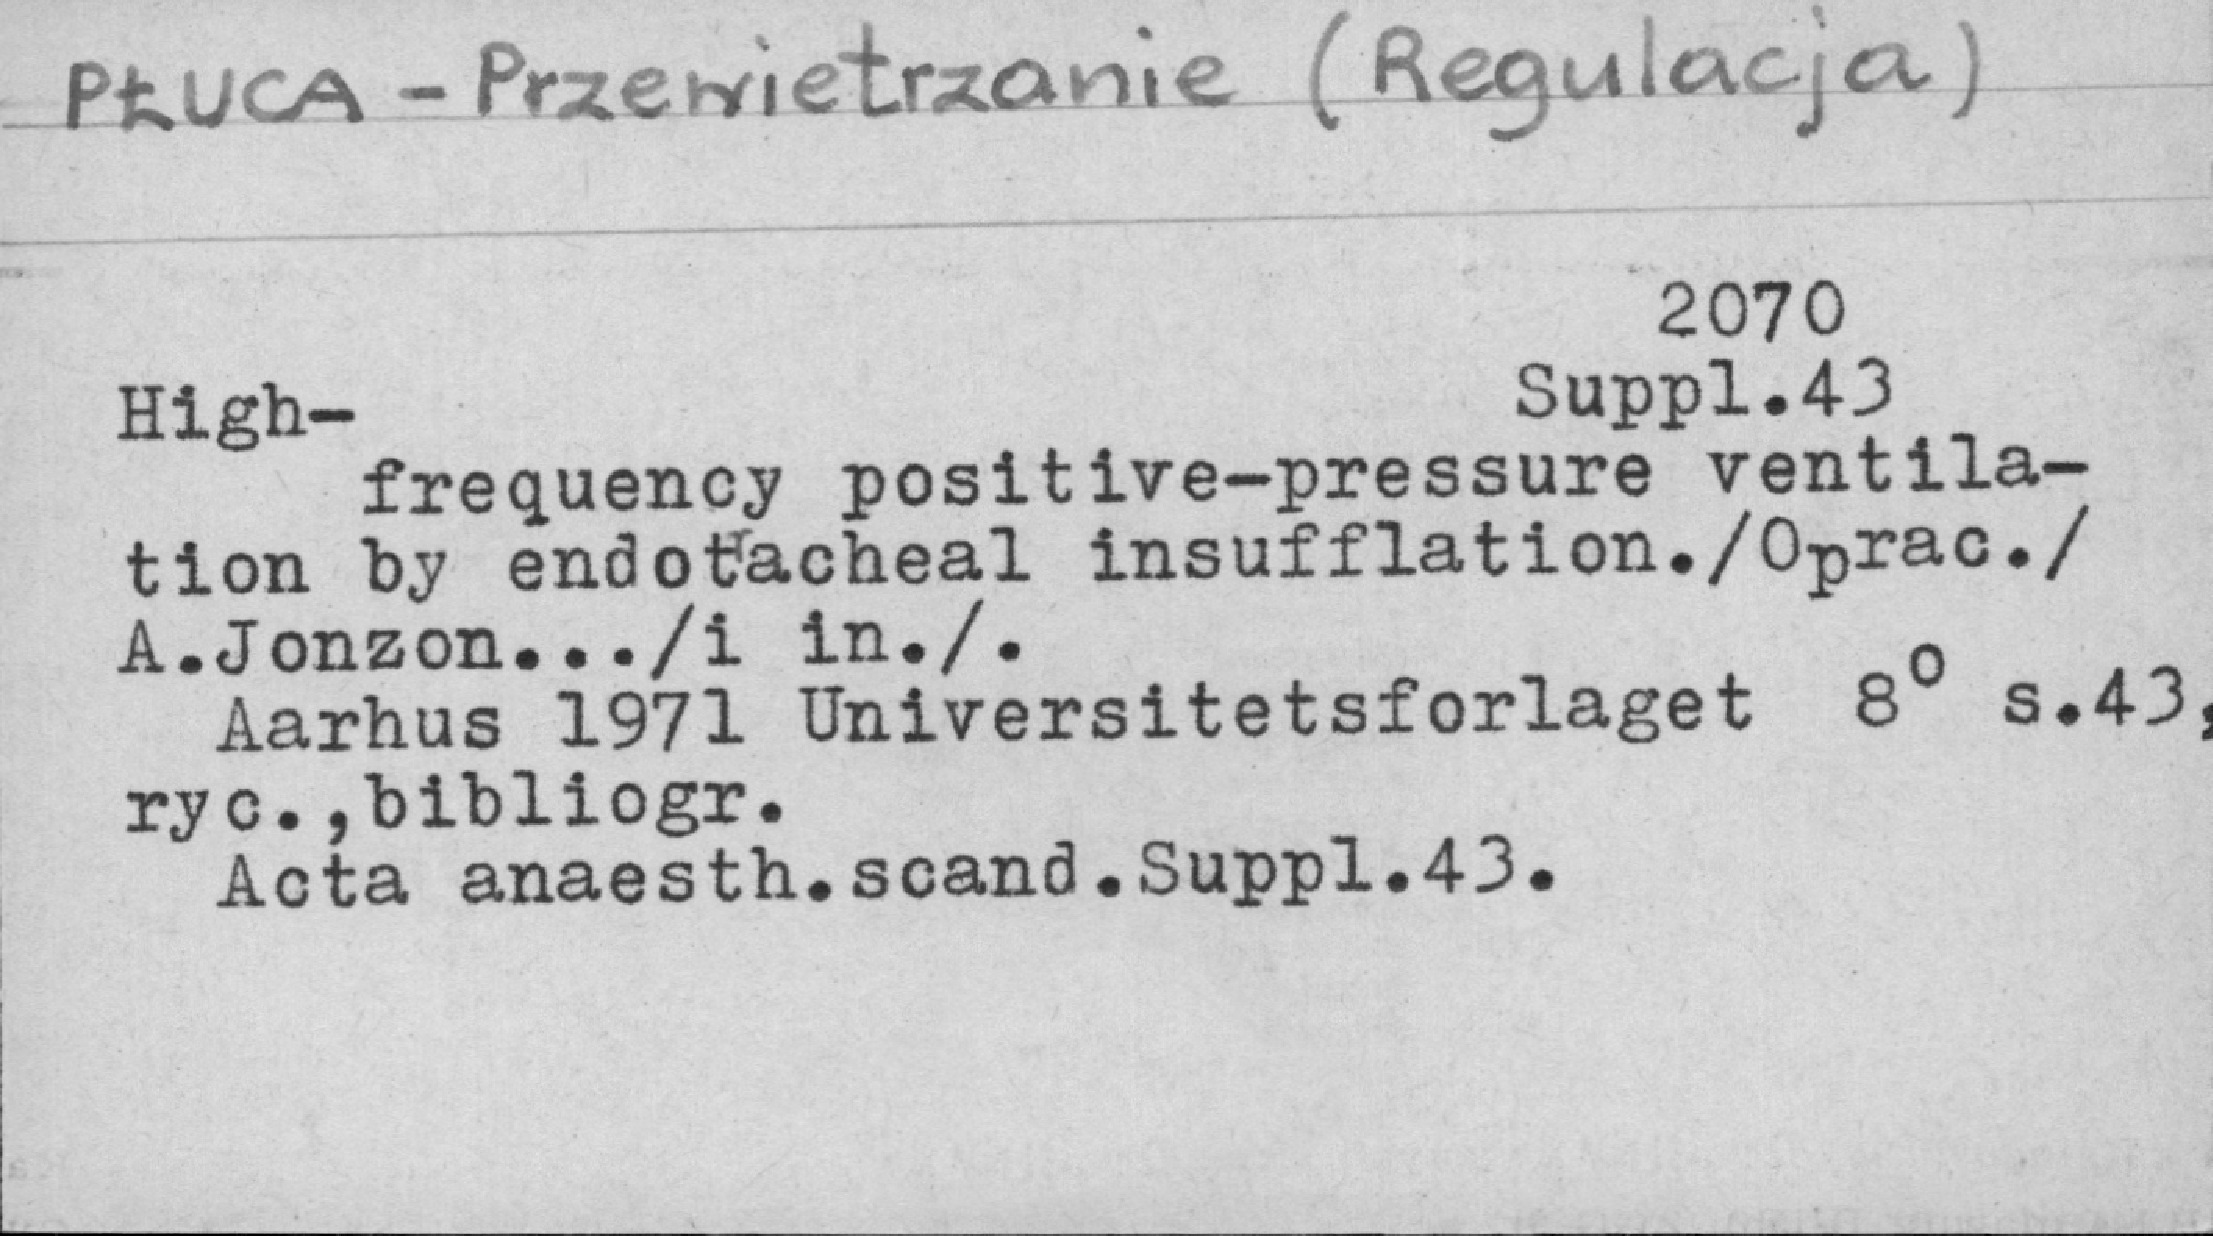 PŁUCA - Przewietrzanie (Regulacja)
2070
Suppl.43
High-
frequency positive-pressure ventila-
tion by endotracheal insufflation./Oprac./
A.Jonzon.../i in./.
Aarhus 1971 Universitetsforlaget 8° s.43,
ryc.,bibliogr.
Acta anaesth.scand.Suppl.43.